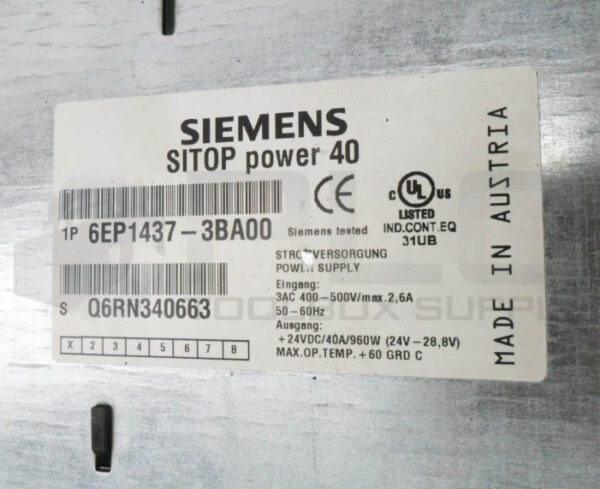 SIEMENS
SITOP power 40
1P 6EP1437-3BA00
Siemens tested
CE
C UL US
LISTED
IND.CONT.EQ
31UB
STROMVERSORGUNG
POWER SUPPLY
Eingang:
3AC 400-500V/max.2,6A
50-60Hz
Ausgang:
+24VDC/40A/960W (24V-28,8V)
MAX.OP.TEMP.+60 GRD C
S Q6RN340663
X 2 3 4 5 6 7 8
MADE IN AUSTRIA